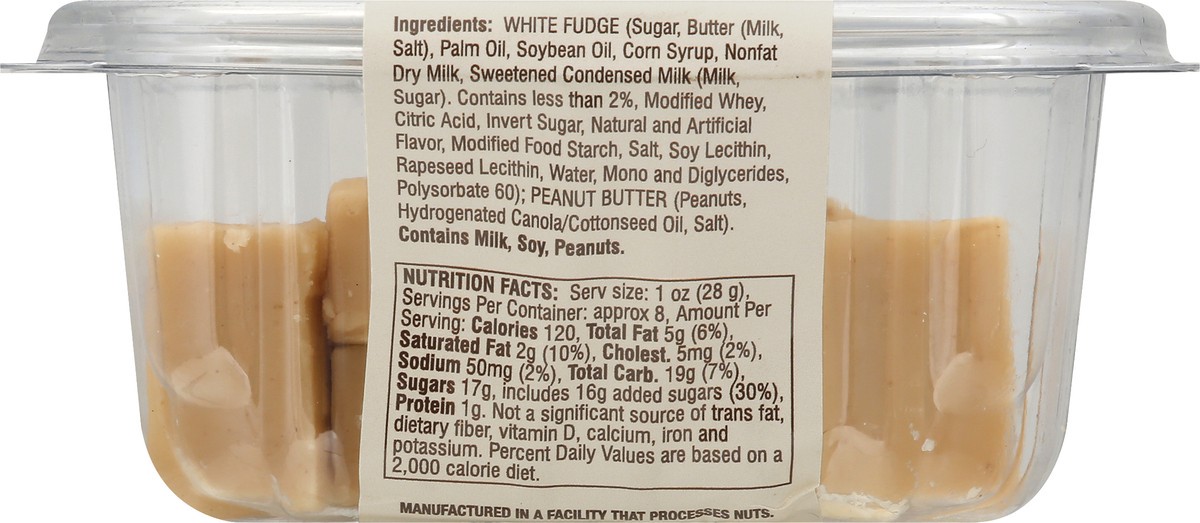 Ingredients: WHITE FUDGE (Sugar, Butter (Milk,
Salt), Palm Oil, Soybean Oil, Corn Syrup, Nonfat
Dry Milk, Sweetened Condensed Milk (Milk,
Sugar). Contains less than 2%, Modified Whey,
Citric Acid, Invert Sugar, Natural and Artificial
Flavor, Modified Food Starch, Salt, Soy Lecithin,
Rapeseed Lecithin, Water, Mono and Diglycerides,
Polysorbate 60); PEANUT BUTTER (Peanuts,
Hydrogenated Canola/Cottonseed Oil, Salt).
Contains Milk, Soy, Peanuts.
NUTRITION FACTS: Serv size: 1 oz (28 g),
Servings Per Container: approx 8, Amount Per
Serving: Calories 120, Total Fat 5g (6%),
Saturated Fat 2g (10%), Cholest. 5mg (2%),
Sodium 50mg (2%), Total Carb. 19g (7%),
Sugars 17g, includes 16g added sugars (30%),
Protein 1g. Not a significant source of trans fat,
dietary fiber, vitamin D, calcium, iron and
potassium. Percent Daily Values are based on a
2,000 calorie diet.
MANUFACTURED IN A FACILITY THAT PROCESSES NUTS.